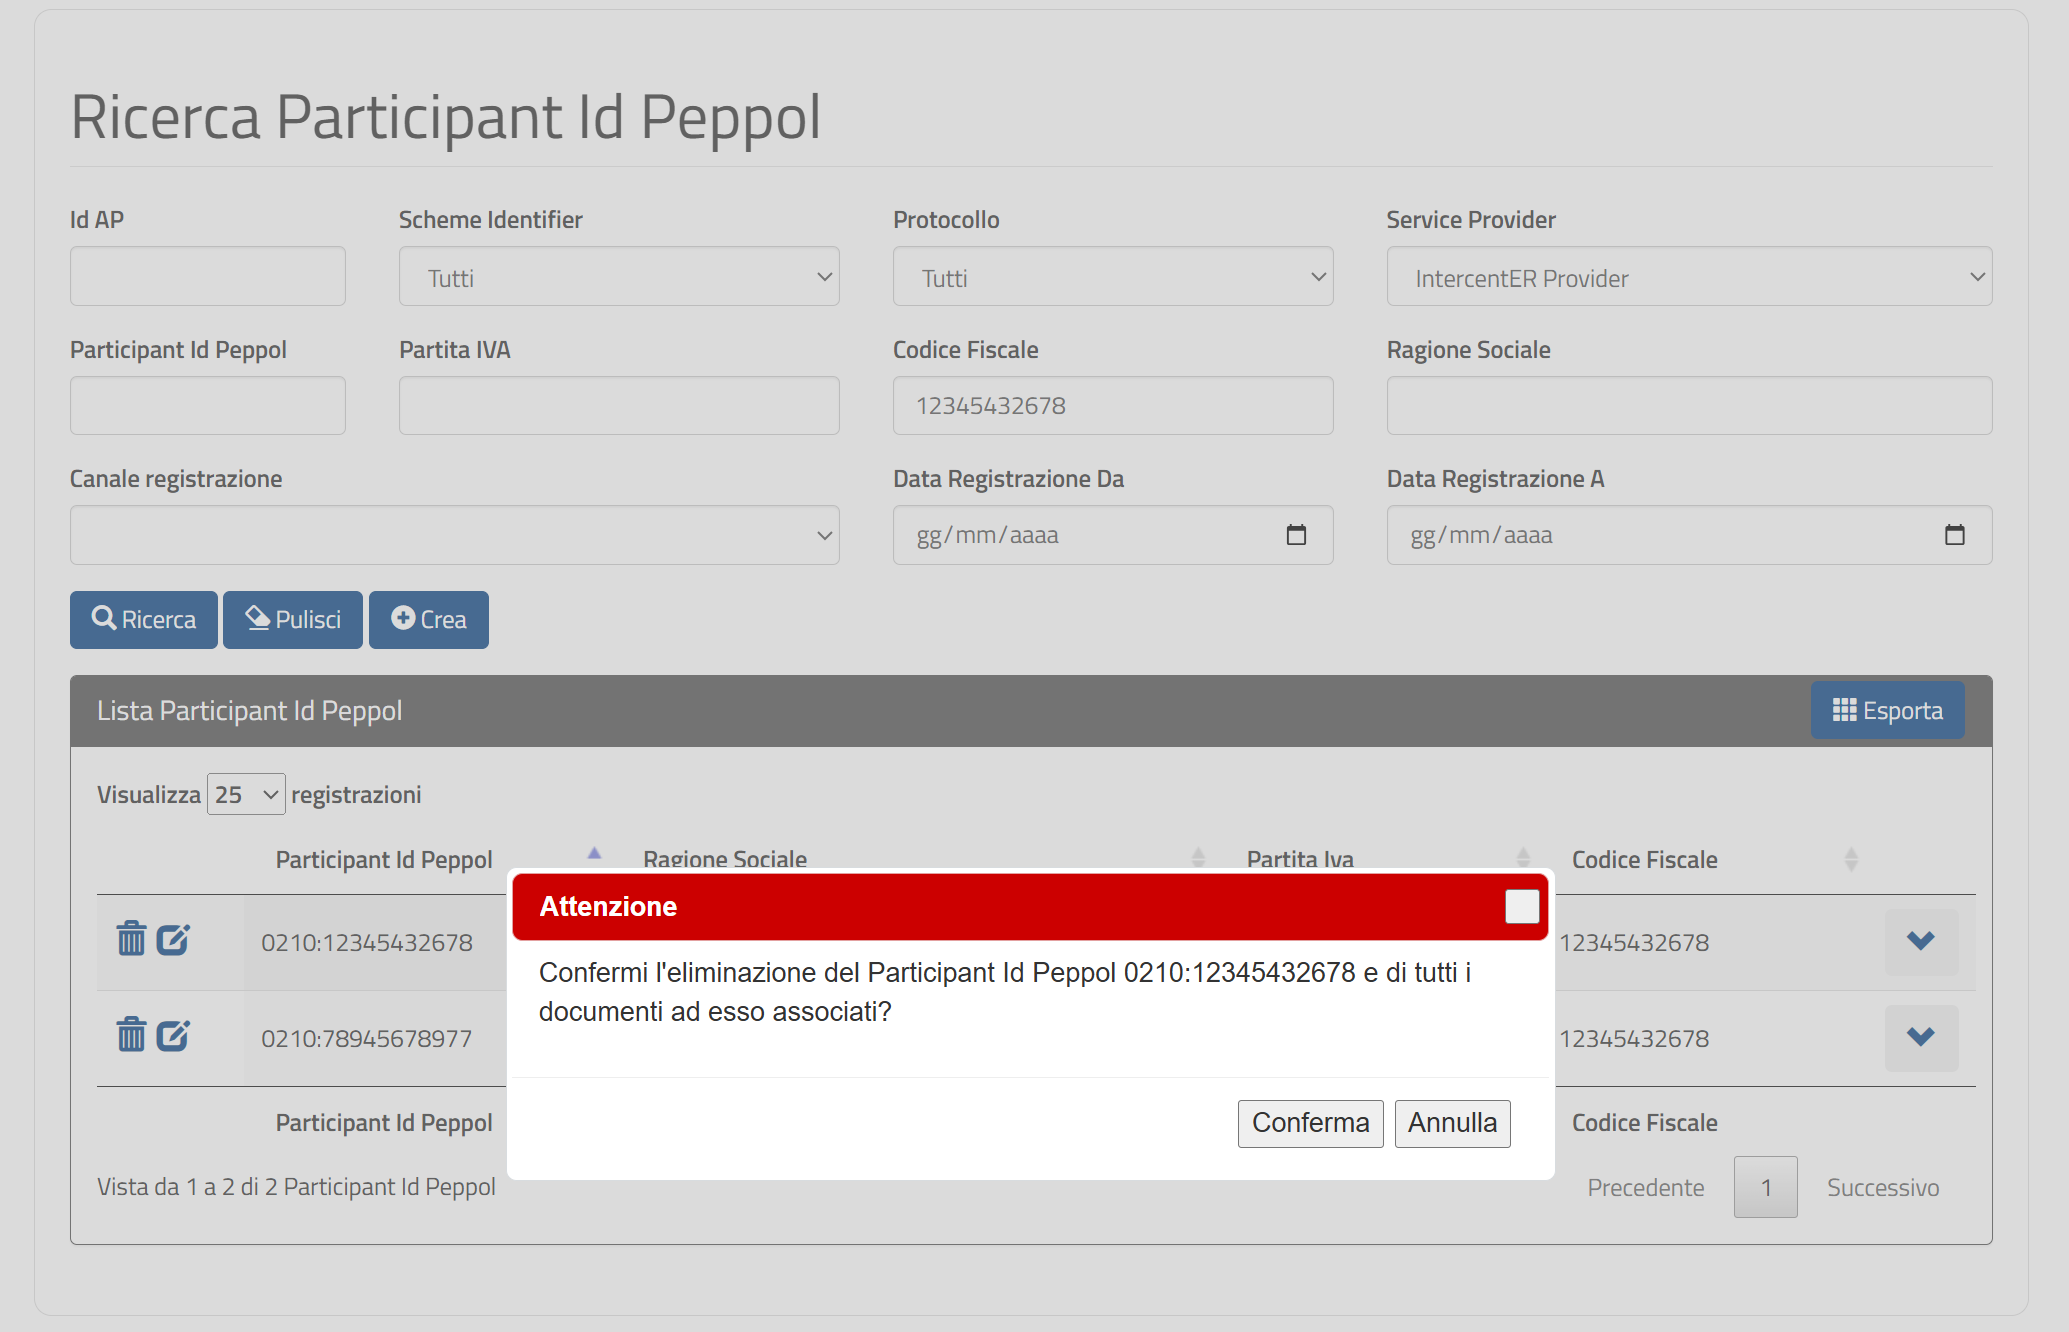 Ricerca Participant Id Peppol
Id AP Scheme Identifier Protocollo Service Provider
Tutti Tutti IntercentER Provider
Participant Id Peppol Partita IVA Codice Fiscale Ragione Sociale
12345432678
Canale registrazione Data Registrazione Da Data Registrazione A
gg/mm/aaaa gg/mm/aaaa
Ricerca Pulisci Crea
Lista Participant Id Peppol Esporta
Visualizza 25 registrazioni
Participant Id Peppol Ragione Sociale Partita Iva Codice Fiscale
Attenzione
0210:12345432678 12345432678
Confermi l'eliminazione del Participant Id Peppol 0210:12345432678 e di tutti i
documenti ad esso associati?
0210:78945678977 12345432678
Conferma Annulla
Participant Id Peppol Codice Fiscale
Vista da 1 a 2 di 2 Participant Id Peppol Precedente 1 Successivo